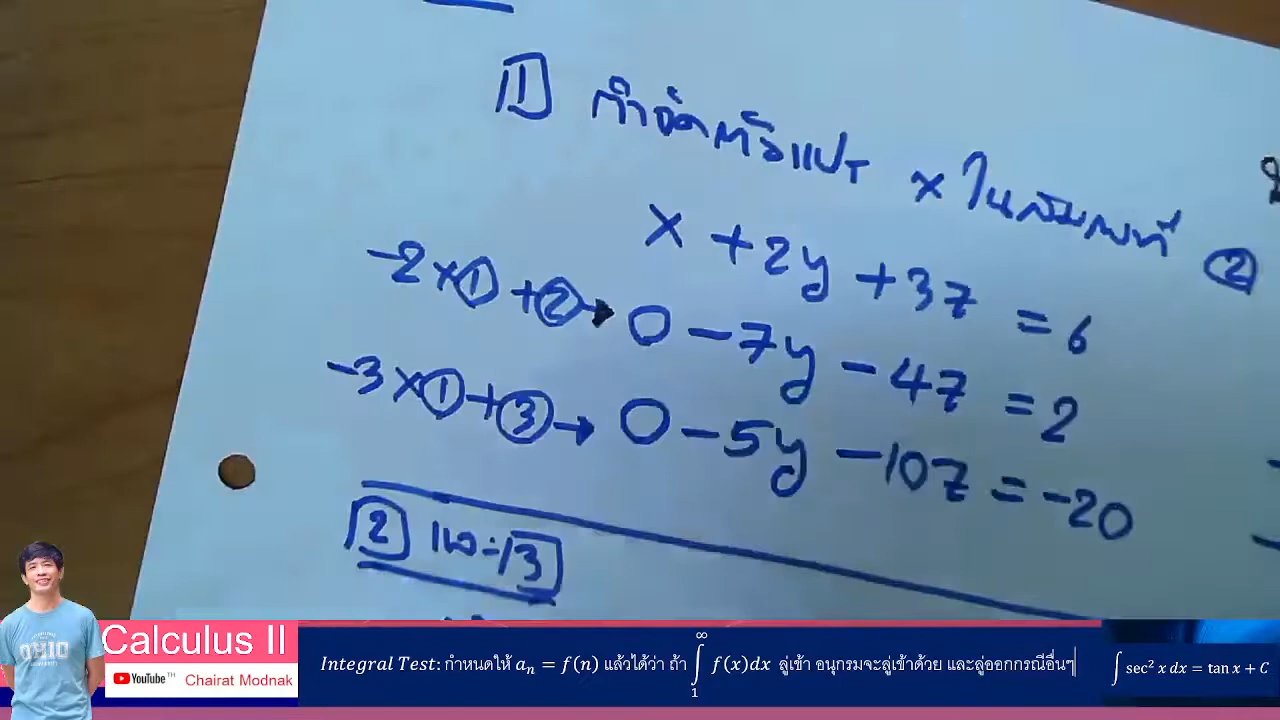 1 กำจัดตัวแปร x ในสมการที่ ②
x + 2y + 3z = 6
-2×① + ② → 0 - 7y - 4z = 2
-3×① + ③ → 0 - 5y - 10z = -20
2 และ 3
OHIO
Calculus II
YouTube TH Chairat Modnak
Integral Test: กำหนดให้ aₙ = f(n) แล้วได้ว่า ถ้า ∫₁^∞ f(x)dx ลู่เข้า อนุกรมจะลู่เข้าด้วย และลู่ออกกรณีอื่นๆ
∫ sec² x dx = tan x + C